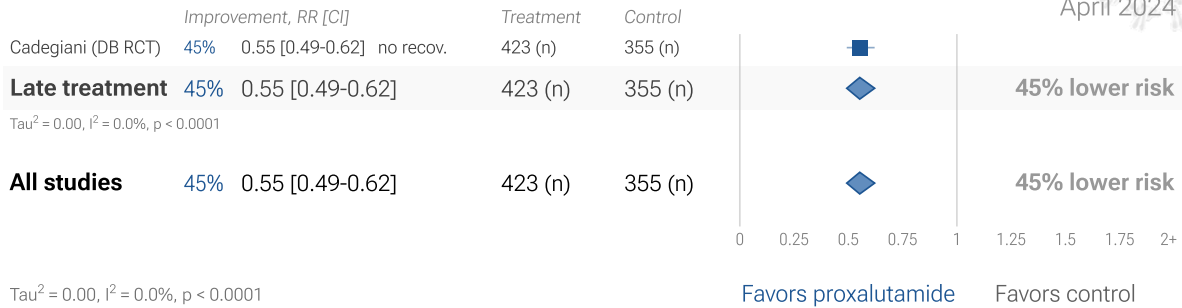 April 2024
Improvement, RR [CI] Treatment Control
Cadegiani (DB RCT) 45% 0.55 [0.49-0.62] no recov. 423 (n) 355 (n)
Late treatment 45% 0.55 [0.49-0.62] 423 (n) 355 (n) 45% lower risk
Tau² = 0.00, I² = 0.0%, p < 0.0001
All studies 45% 0.55 [0.49-0.62] 423 (n) 355 (n) 45% lower risk
0 0.25 0.5 0.75 1 1.25 1.5 1.75 2+
Tau² = 0.00, I² = 0.0%, p < 0.0001 Favors proxalutamide Favors control